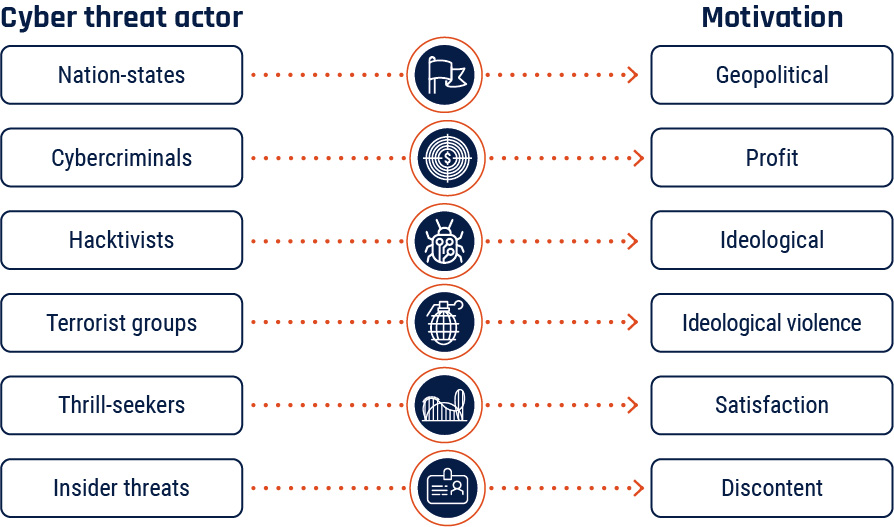 Cyber threat actor
Motivation
Nation-states
Geopolitical
Cybercriminals
$
Profit
Hacktivists
Ideological
Terrorist groups
Ideological violence
Thrill-seekers
Satisfaction
Insider threats
Discontent